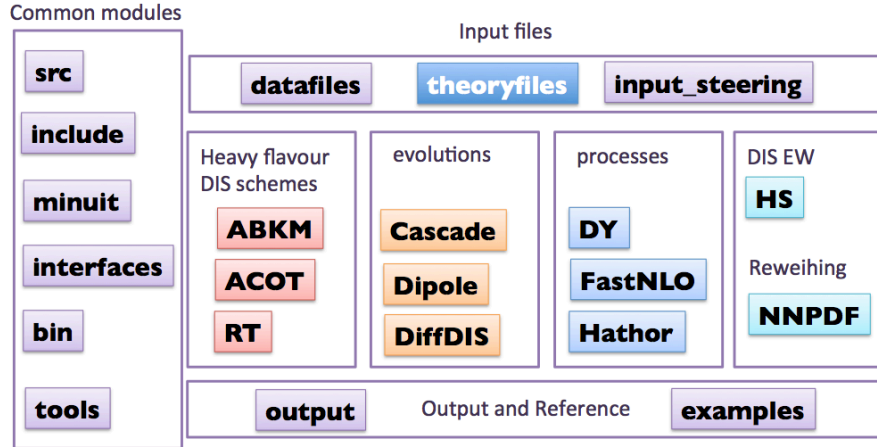 Common modules
src
include
minuit
interfaces
bin
tools
Input files
datafiles theoryfiles input_steering
Heavy flavour
DIS schemes
ABKM
ACOT
RT
evolutions
Cascade
Dipole
DiffDIS
processes
DY
FastNLO
Hathor
DIS EW
HS
Reweihing
NNPDF
output Output and Reference examples